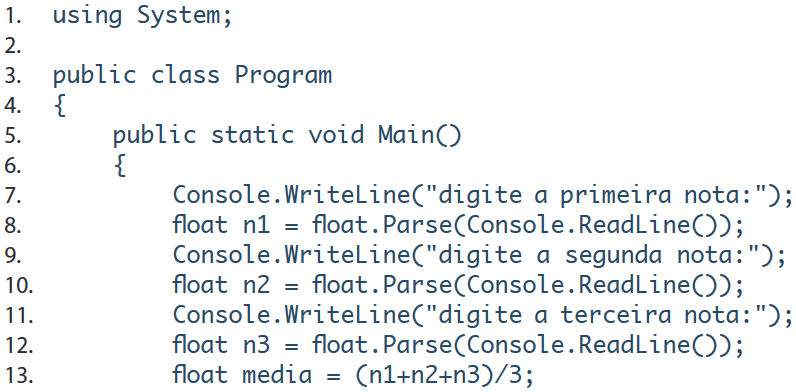 1. using System;
2.
3. public class Program
4. {
5. public static void Main()
6. {
7. Console.WriteLine("digite a primeira nota:");
8. float n1 = float.Parse(Console.ReadLine());
9. Console.WriteLine("digite a segunda nota:");
10. float n2 = float.Parse(Console.ReadLine());
11. Console.WriteLine("digite a terceira nota:");
12. float n3 = float.Parse(Console.ReadLine());
13. float media = (n1+n2+n3)/3;